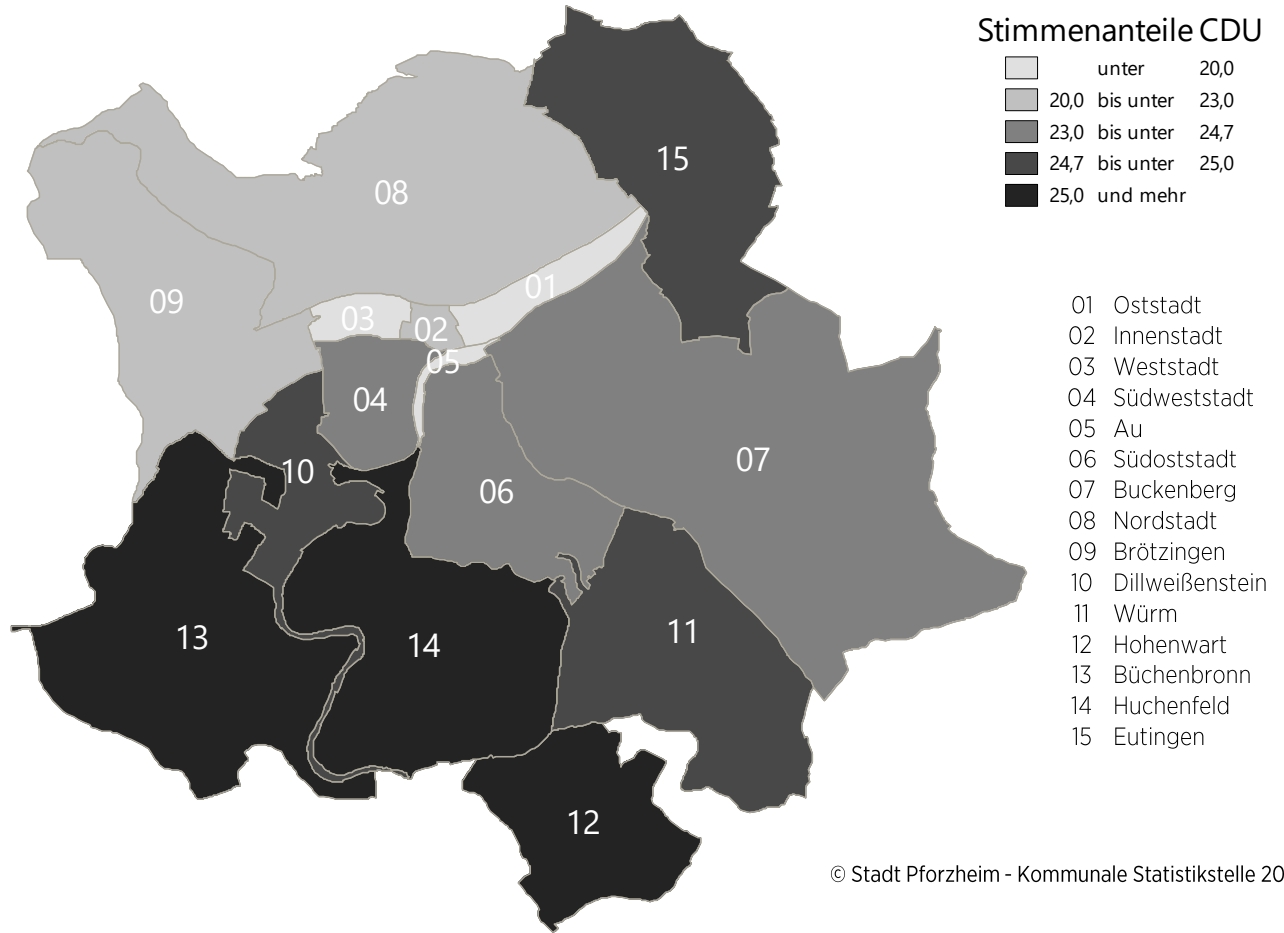 Stimmenanteile CDU
unter 20,0
20,0 bis unter 23,0
23,0 bis unter 24,7
24,7 bis unter 25,0
25,0 und mehr
15
08
09
01
03
02
05
04
10
06
07
13
14
11
12
01 Oststadt
02 Innenstadt
03 Weststadt
04 Südweststadt
05 Au
06 Südoststadt
07 Buckenberg
08 Nordstadt
09 Brötzingen
10 Dillweißenstein
11 Würm
12 Hohenwart
13 Büchenbronn
14 Huchenfeld
15 Eutingen
© Stadt Pforzheim - Kommunale Statistikstelle 20